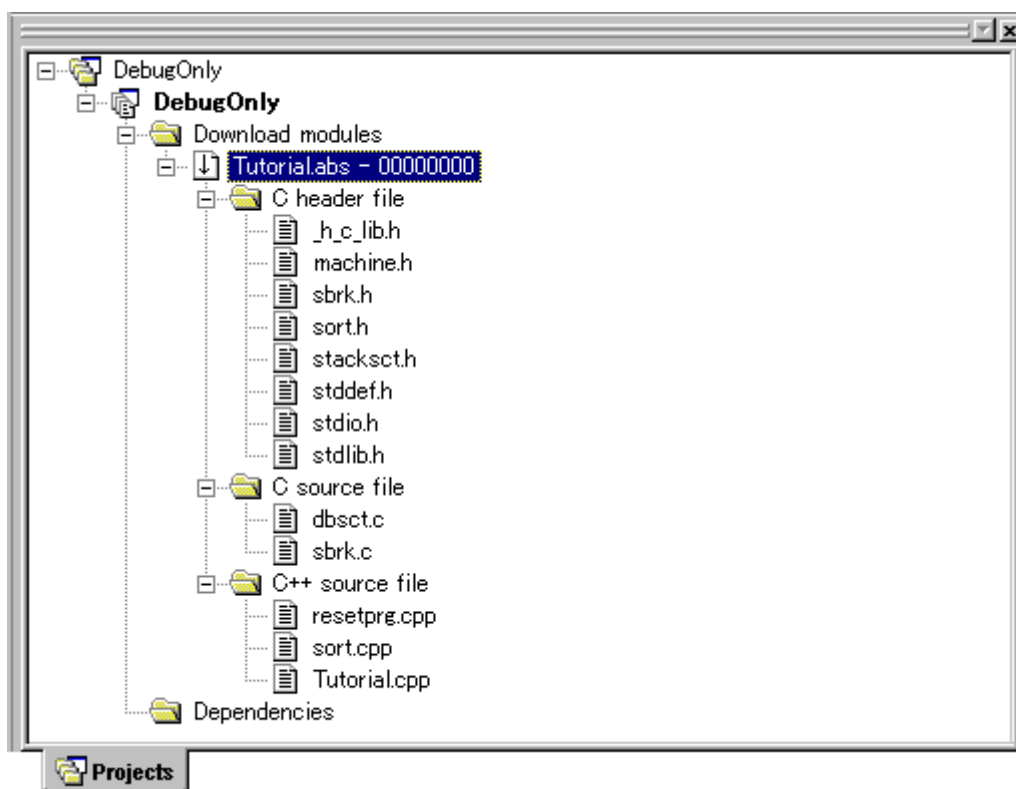 DebugOnly
DebugOnly
Download modules
Tutorial.abs - 00000000
C header file
_h_c_lib.h
machine.h
sbrk.h
sort.h
stacksct.h
stddef.h
stdio.h
stdlib.h
C source file
dbsct.c
sbrk.c
C++ source file
resetprg.cpp
sort.cpp
Tutorial.cpp
Dependencies
Projects